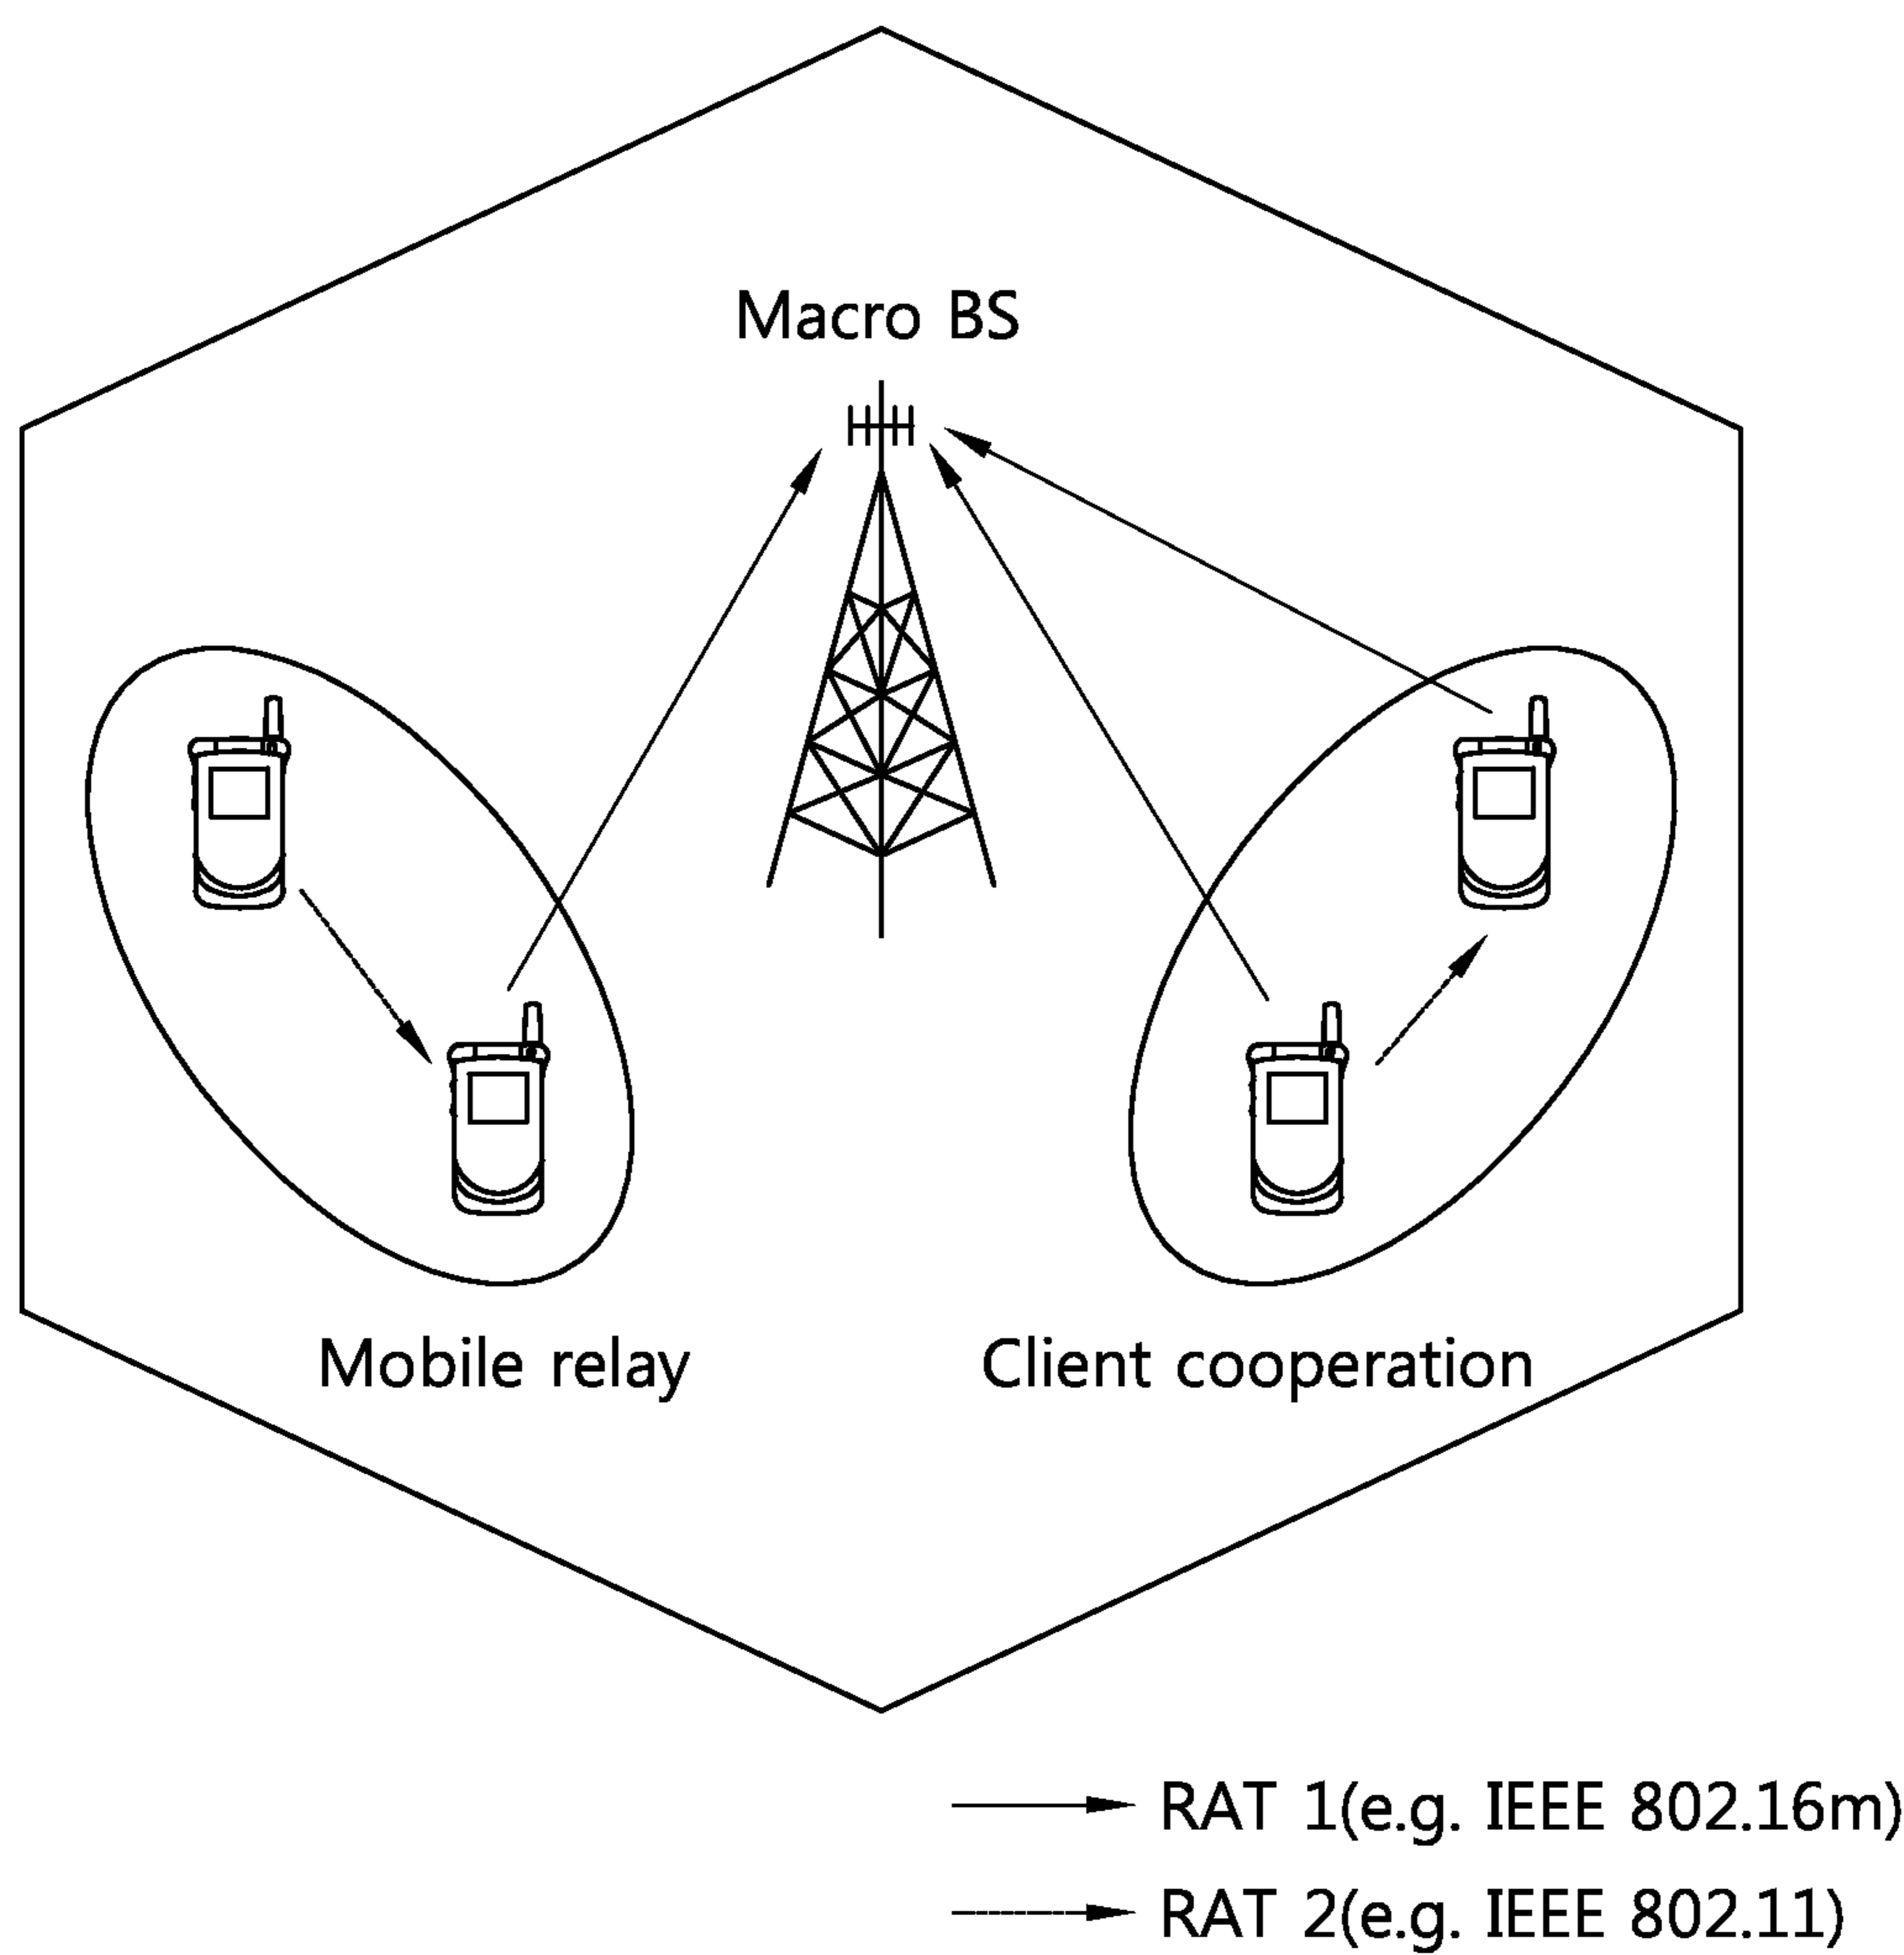 Macro BS
Mobile relay
Client cooperation
RAT 1(e.g. IEEE 802.16m)
RAT 2(e.g. IEEE 802.11)